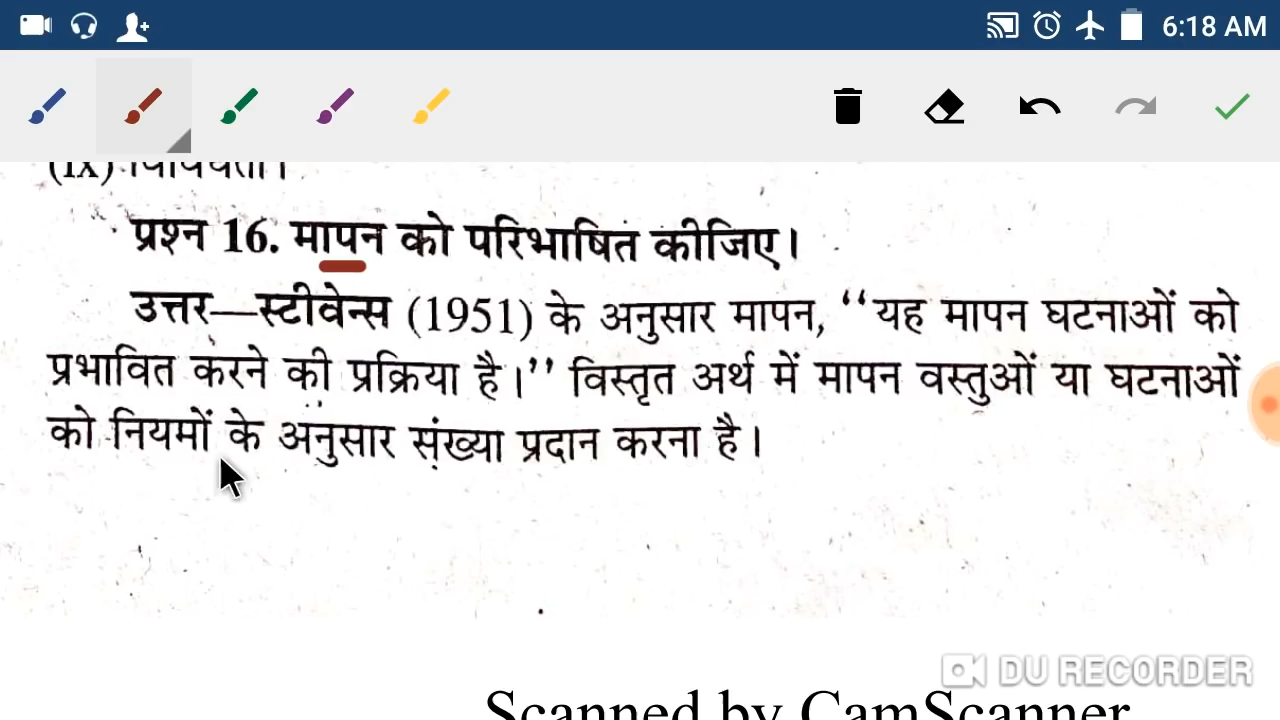 6:18 AM
प्रश्न 16. मापन को परिभाषित कीजिए।
उत्तर—स्टीवेन्स (1951) के अनुसार मापन, ‘‘यह मापन घटनाओं को
प्रभावित करने की प्रक्रिया है।’’ विस्तृत अर्थ में मापन वस्तुओं या घटनाओं
को नियमों के अनुसार संख्या प्रदान करना है।
DU RECORDER
Scanned by CamScanner